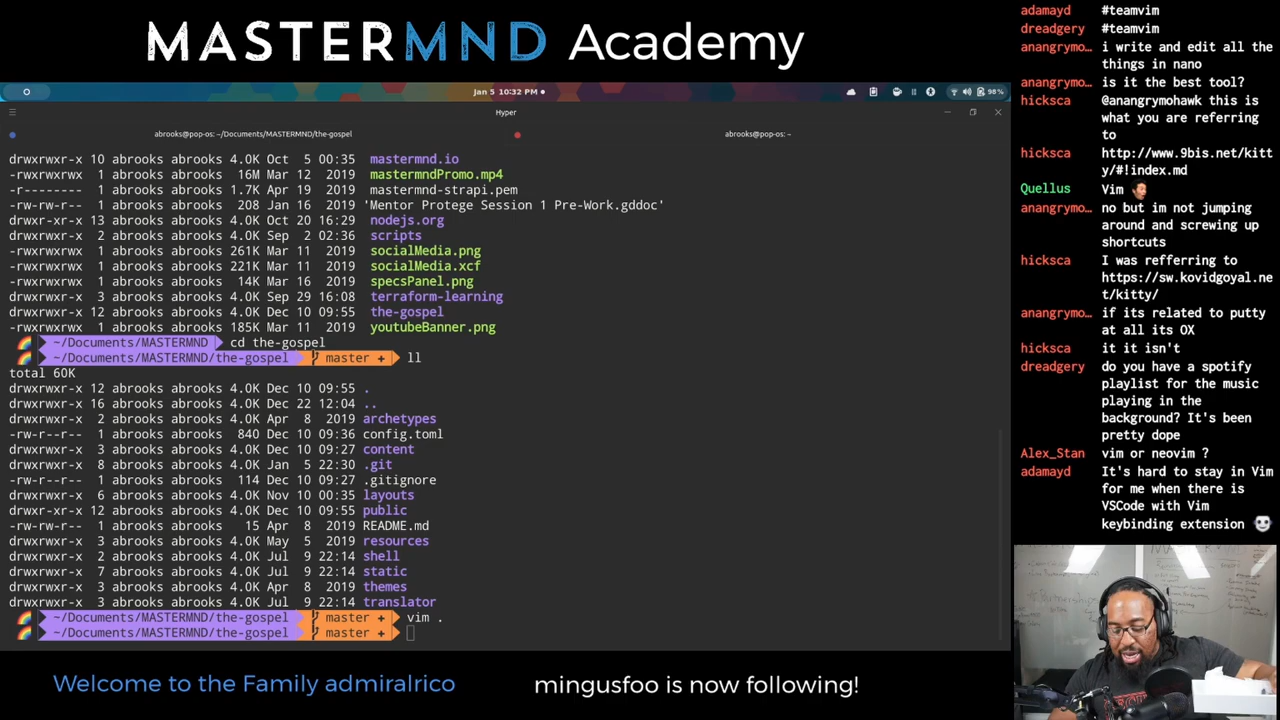 MASTERMND Academy
Jan 5 10:32 PM
98%
Hyper
abrooks@pop-os: ~/Documents/MASTERMND/the-gospel
abrooks@pop-os: ~
drwxrwxr-x 10 abrooks abrooks 4.0K Oct  5 00:35 mastermnd.io
-rwxrwxrwx  1 abrooks abrooks  16M Mar 12  2019 mastermndPromo.mp4
-r--------  1 abrooks abrooks 1.7K Apr 19  2019 mastermnd-strapi.pem
-rw-rw-r--  1 abrooks abrooks  208 Jan 16  2019 'Mentor Protege Session 1 Pre-Work.gddoc'
drwxr-xr-x 13 abrooks abrooks 4.0K Oct 20 16:29 nodejs.org
drwxr-xr-x  2 abrooks abrooks 4.0K Sep  2 02:36 scripts
-rwxrwxrwx  1 abrooks abrooks 261K Mar 11  2019 socialMedia.png
-rwxrwxrwx  1 abrooks abrooks 221K Mar 11  2019 socialMedia.xcf
-rwxrwxrwx  1 abrooks abrooks  14K Mar 16  2019 specsPanel.png
drwxrwxr-x  3 abrooks abrooks 4.0K Sep 29 16:08 terraform-learning
drwxrwxr-x 12 abrooks abrooks 4.0K Dec 10 09:55 the-gospel
-rwxrwxrwx  1 abrooks abrooks 185K Mar 11  2019 youtubeBanner.png
~/Documents/MASTERMND cd the-gospel
~/Documents/MASTERMND/the-gospel master + ll
total 60K
drwxrwxr-x 12 abrooks abrooks 4.0K Dec 10 09:55 .
drwxrwxr-x 16 abrooks abrooks 4.0K Dec 22 12:04 ..
drwxrwxr-x  2 abrooks abrooks 4.0K Apr  8  2019 archetypes
-rw-r--r--  1 abrooks abrooks  840 Dec 10 09:36 config.toml
drwxrwxr-x  3 abrooks abrooks 4.0K Dec 10 09:27 content
drwxrwxr-x  8 abrooks abrooks 4.0K Jan  5 22:30 .git
-rw-r--r--  1 abrooks abrooks  114 Dec 10 09:27 .gitignore
drwxrwxr-x  6 abrooks abrooks 4.0K Nov 10 00:35 layouts
drwxr-xr-x 12 abrooks abrooks 4.0K Dec 10 09:55 public
-rw-rw-r--  1 abrooks abrooks   15 Apr  8  2019 README.md
drwxrwxr-x  3 abrooks abrooks 4.0K May  5  2019 resources
drwxrwxr-x  2 abrooks abrooks 4.0K Jul  9 22:14 shell
drwxrwxr-x  7 abrooks abrooks 4.0K Jul  9 22:14 static
drwxrwxr-x  3 abrooks abrooks 4.0K Apr  8  2019 themes
drwxrwxr-x  3 abrooks abrooks 4.0K Jul  9 22:14 translator
~/Documents/MASTERMND/the-gospel master + vim .
~/Documents/MASTERMND/the-gospel master +
adamayd #teamvim
dreadgery #teamvim
anangrymo… i write and edit all the
things in nano
anangrymo… is it the best tool?
hicksca @anangrymohawk this is
what you are referring
to
hicksca http://www.9bis.net/kitt
y/#!index.md
Quellus Vim
anangrymo… no but im not jumping
around and screwing up
shortcuts
hicksca I was refferring to
https://sw.kovidgoyal.ne
t/kitty/
anangrymo… if its related to putty
at all its OX
hicksca it it isn't
dreadgery do you have a spotify
playlist for the music
playing in the
background? It's been
pretty dope
Alex_Stan vim or neovim ?
adamayd It's hard to stay in Vim
for me when there is
VSCode with Vim
keybinding extension
Welcome to the Family admiralrico
mingusfoo is now following!